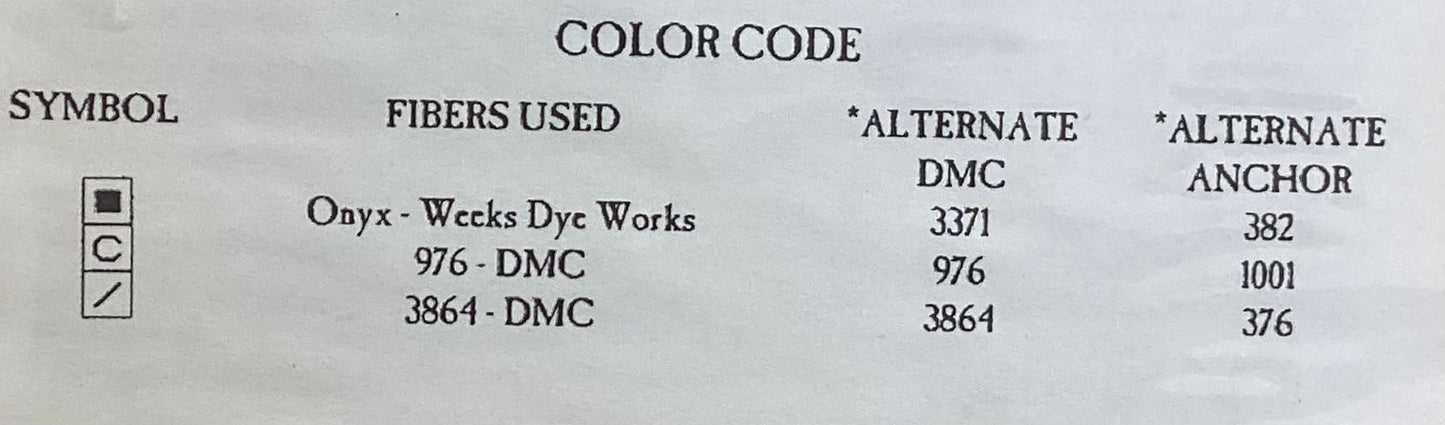 COLOR CODE
SYMBOL FIBERS USED *ALTERNATE DMC *ALTERNATE ANCHOR
■ Onyx - Weeks Dye Works 3371 382
C 976 - DMC 976 1001
/ 3864 - DMC 3864 376